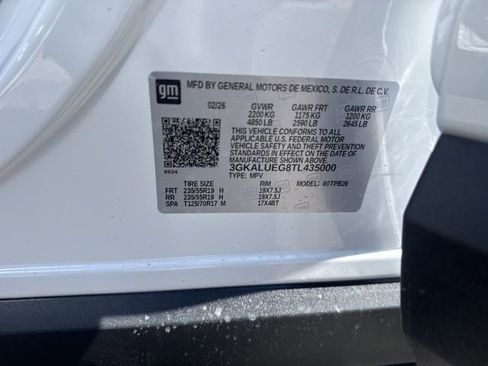 gm MFD BY GENERAL MOTORS DE MEXICO, S. DE R.L. DE C.V.
02/26 GVWR GAWR FRT GAWR RR
2200 KG 1175 KG 1200 KG
4850 LB 2590 LB 2645 LB
THIS VEHICLE CONFORMS TO ALL
APPLICABLE U.S. FEDERAL MOTOR
VEHICLE SAFETY AND THEFT PREVENTION
STANDARDS IN EFFECT ON THE DATE OF
MANUFACTURE SHOWN ABOVE.
3GKALUEG8TL435000
TYPE: MPV
8624
TIRE SIZE RIM MODEL: 80TPB26
FRT 235/55R19 H 19X7.5J
RR 235/55R19 H 19X7.5J
SPA T125/70R17 M 17X4BT